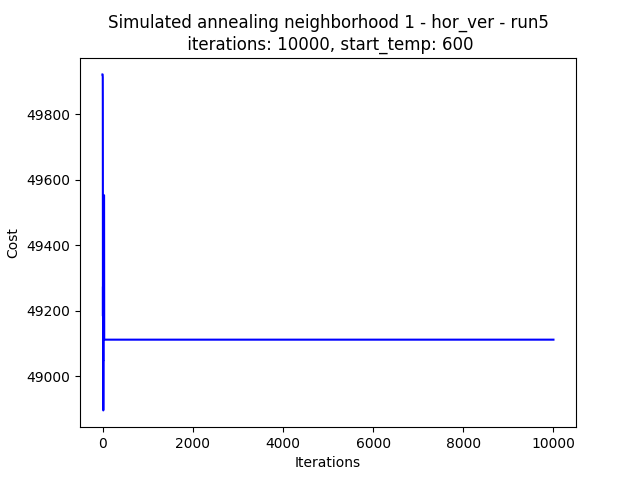 Simulated annealing neighborhood 1 - hor_ver - run5
iterations: 10000, start_temp: 600
49800
49600
49400
49200
49000
Cost
0 2000 4000 6000 8000 10000
Iterations